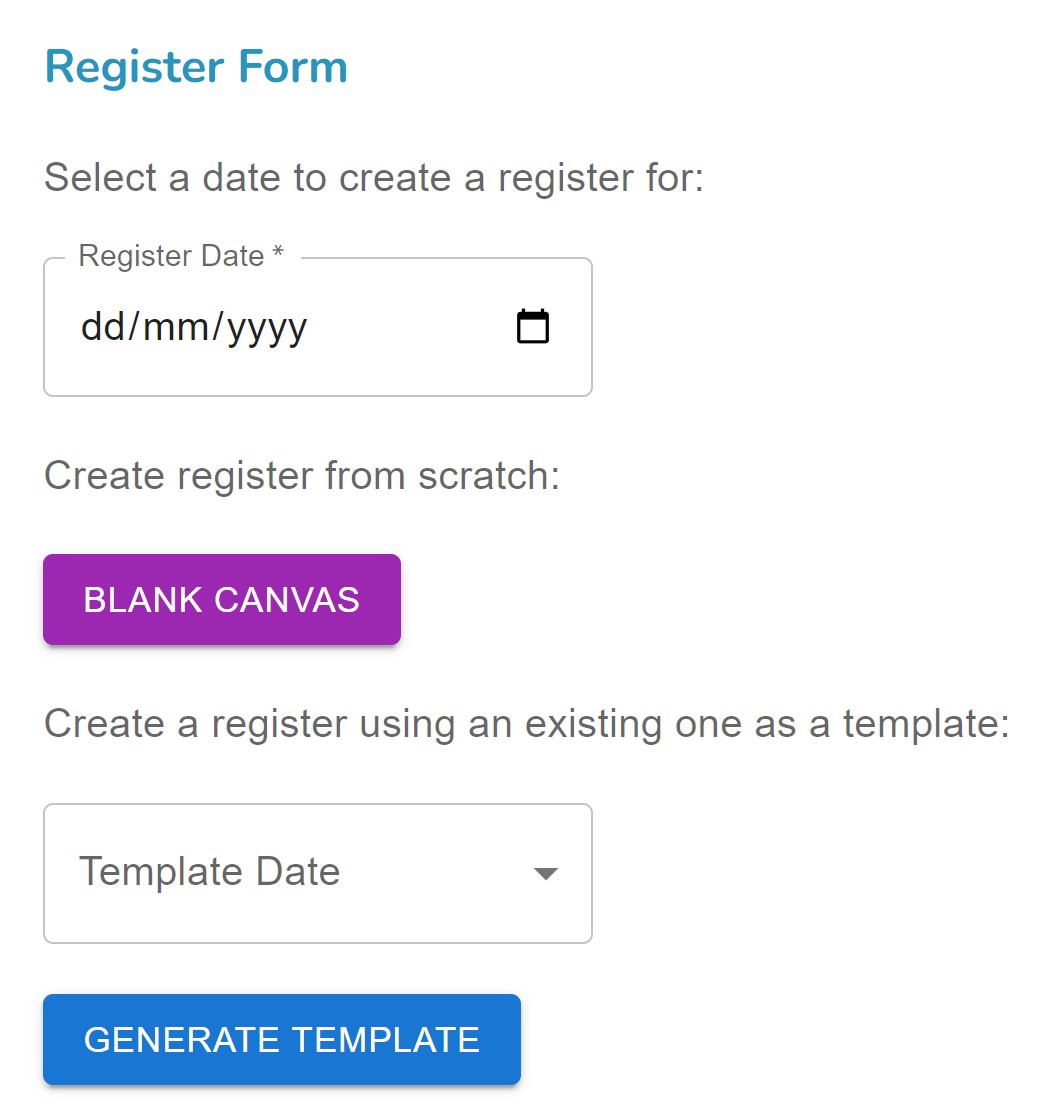 Register Form
Select a date to create a register for:
Register Date *
dd/mm/yyyy
Create register from scratch:
BLANK CANVAS
Create a register using an existing one as a template:
Template Date
GENERATE TEMPLATE